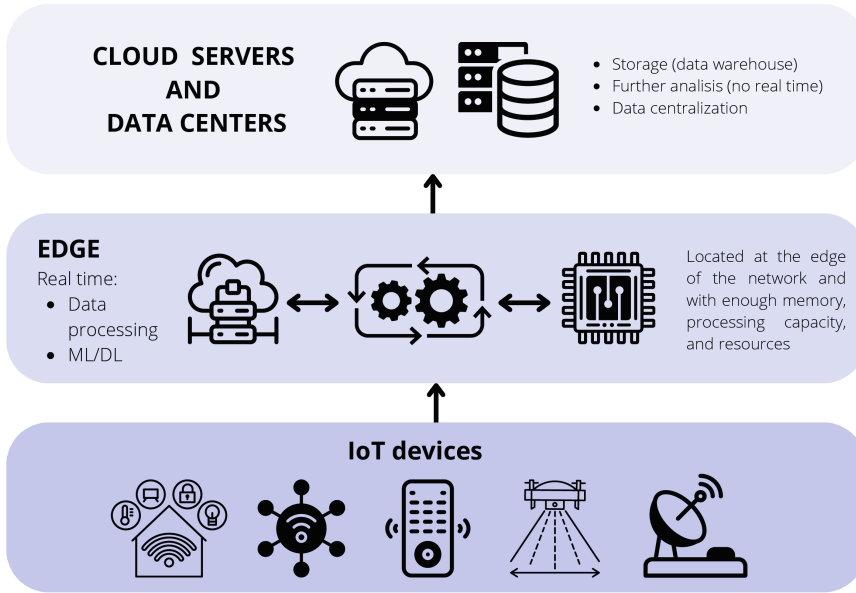 CLOUD SERVERS
AND
DATA CENTERS
• Storage (data warehouse)
• Further analisis (no real time)
• Data centralization
EDGE
Real time:
• Data
processing
• ML/DL
Located at the edge
of the network and
with enough memory,
processing capacity,
and resources
IoT devices